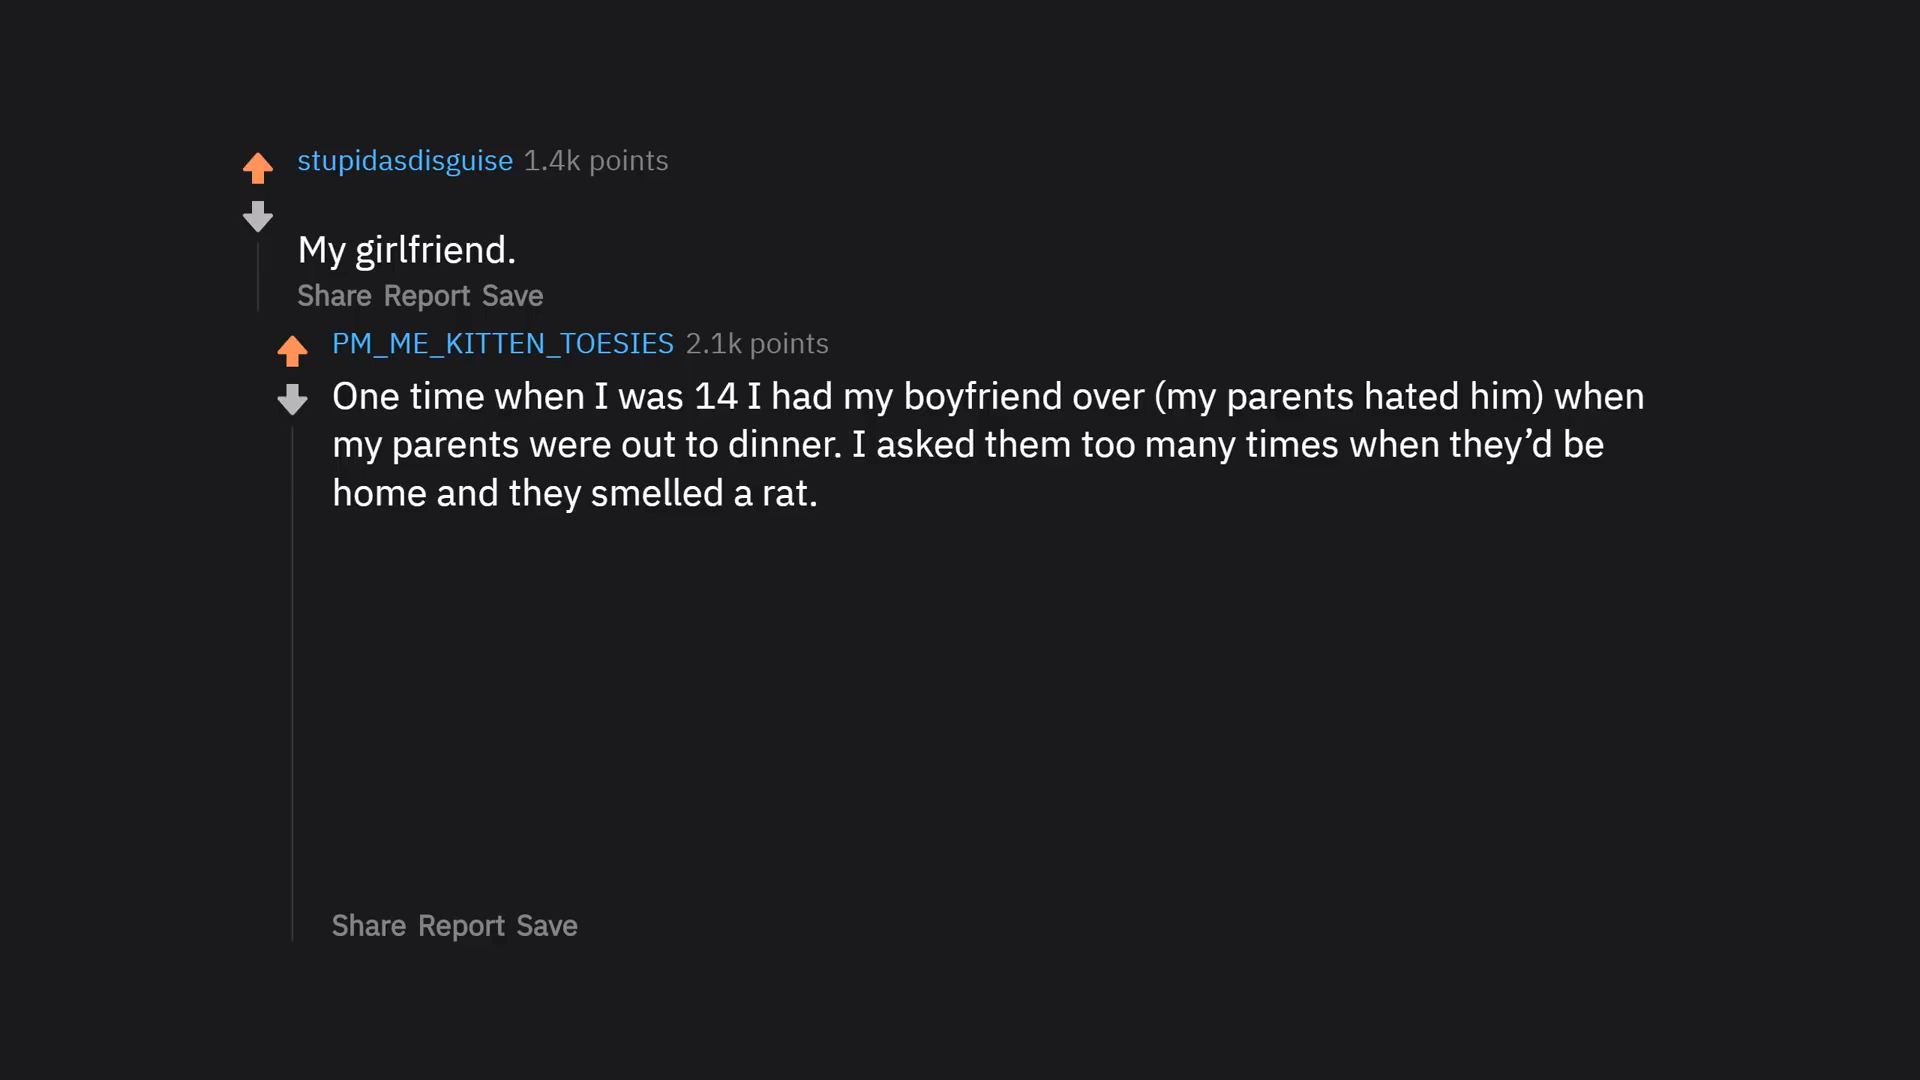 stupidasdisguise 1.4k points
My girlfriend.
Share Report Save
PM_ME_KITTEN_TOESIES 2.1k points
One time when I was 14 I had my boyfriend over (my parents hated him) when
my parents were out to dinner. I asked them too many times when they’d be
home and they smelled a rat.
Share Report Save